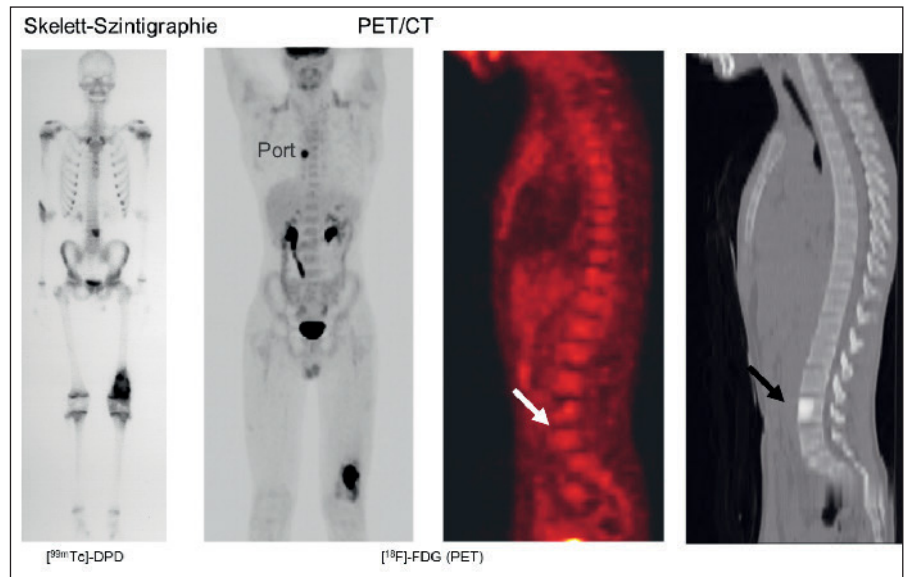 Skelett-Szintigraphie
PET/CT
Port
[⁹⁹ᵐTc]-DPD
[¹⁸F]-FDG (PET)